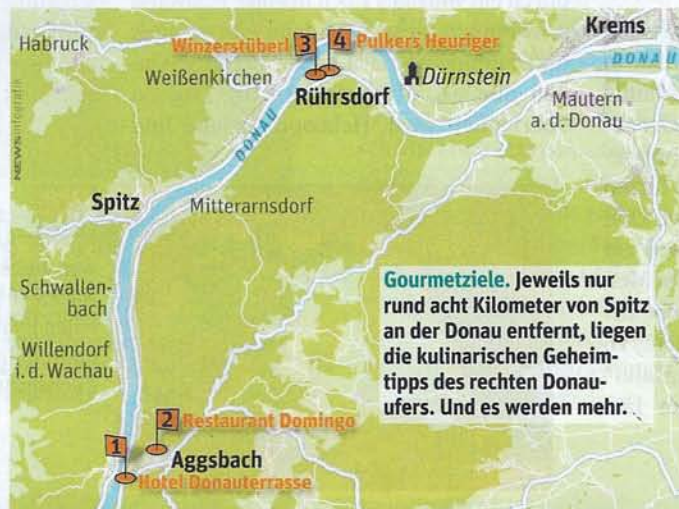 Krems
Habruck
Winzerstüberl 3
4 Pulkers Heuriger
DONAU
Weißenkirchen
Dürnstein
Rührsdorf
Mautern
a. d. Donau
NEWSinfografik
DONAU
Spitz
Mitterarnsdorf
Schwallen-
bach
Gourmetziele. Jeweils nur
rund acht Kilometer von Spitz
an der Donau entfernt, liegen
die kulinarischen Geheim-
tipps des rechten Donau-
ufers. Und es werden mehr.
Willendorf
i. d. Wachau
2 Restaurant Domingo
1
Aggsbach
Hotel Donauterrasse